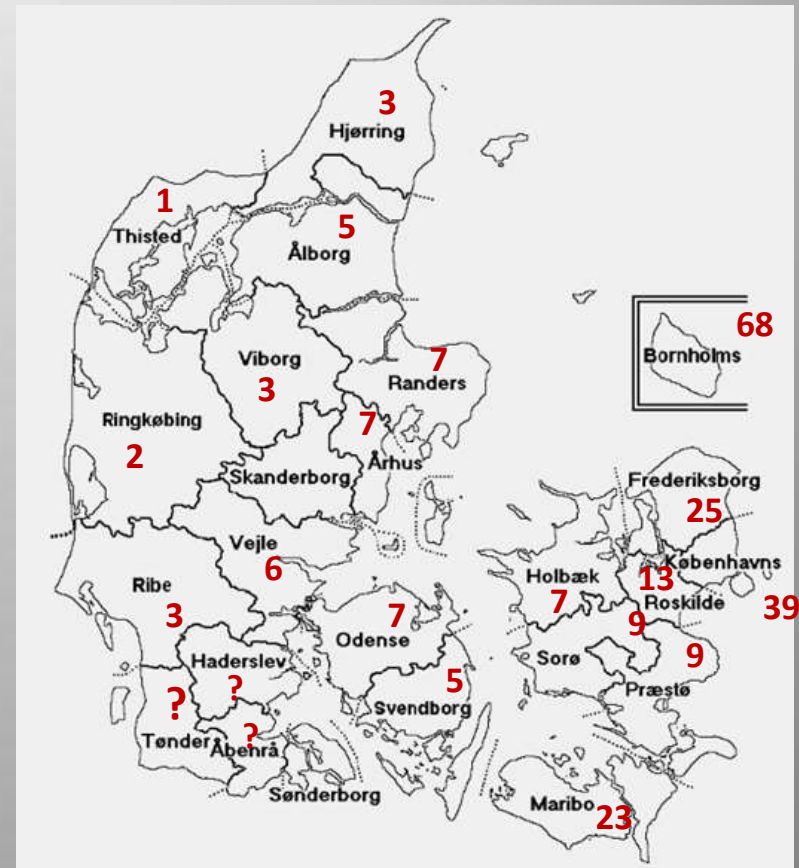 3
Hjørring
1
Thisted
5
Ålborg
68
Bornholms
Viborg
3
7
Randers
Ringkøbing
2
7
Århus
Skanderborg
Frederiksborg
25
Vejle
6
Københavns
Holbæk
7
13
Roskilde
39
Ribe
3
7
Odense
9
Sorø
9
Præstø
Haderslev
?
?
Tønder
?
Åbenrå
5
Svendborg
Sønderborg
Maribo
23